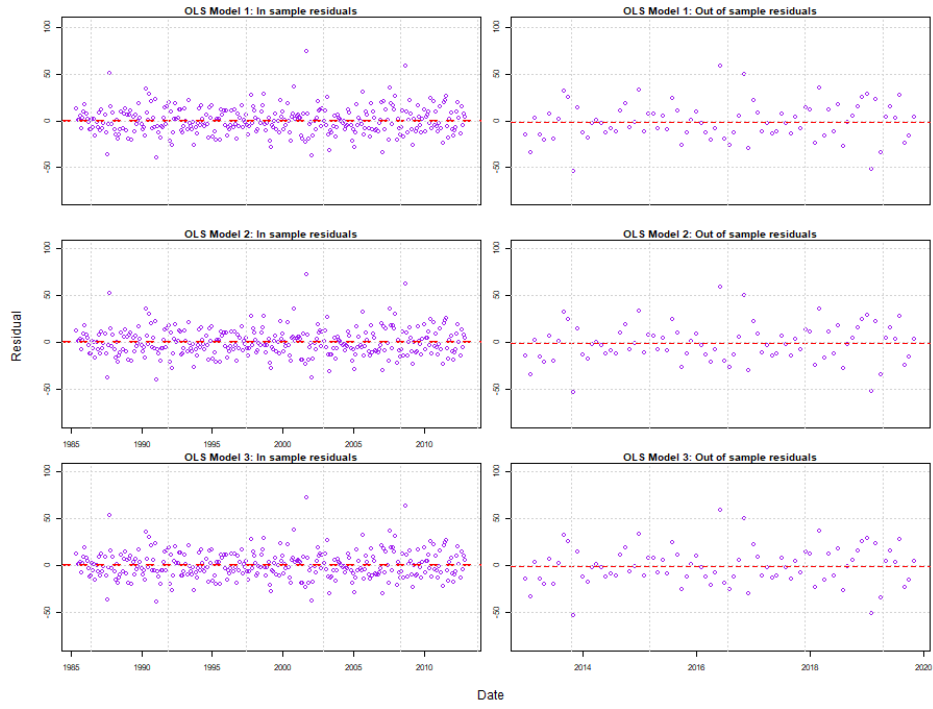 OLS Model 1: In sample residuals
OLS Model 1: Out of sample residuals
100
50
0
-50
100
50
0
-50
OLS Model 2: In sample residuals
OLS Model 2: Out of sample residuals
100
50
0
-50
100
50
0
-50
Residual
1985 1990 1995 2000 2005 2010
OLS Model 3: In sample residuals
OLS Model 3: Out of sample residuals
100
50
0
-50
100
50
0
-50
1985 1990 1995 2000 2005 2010
2014 2016 2018 2020
Date